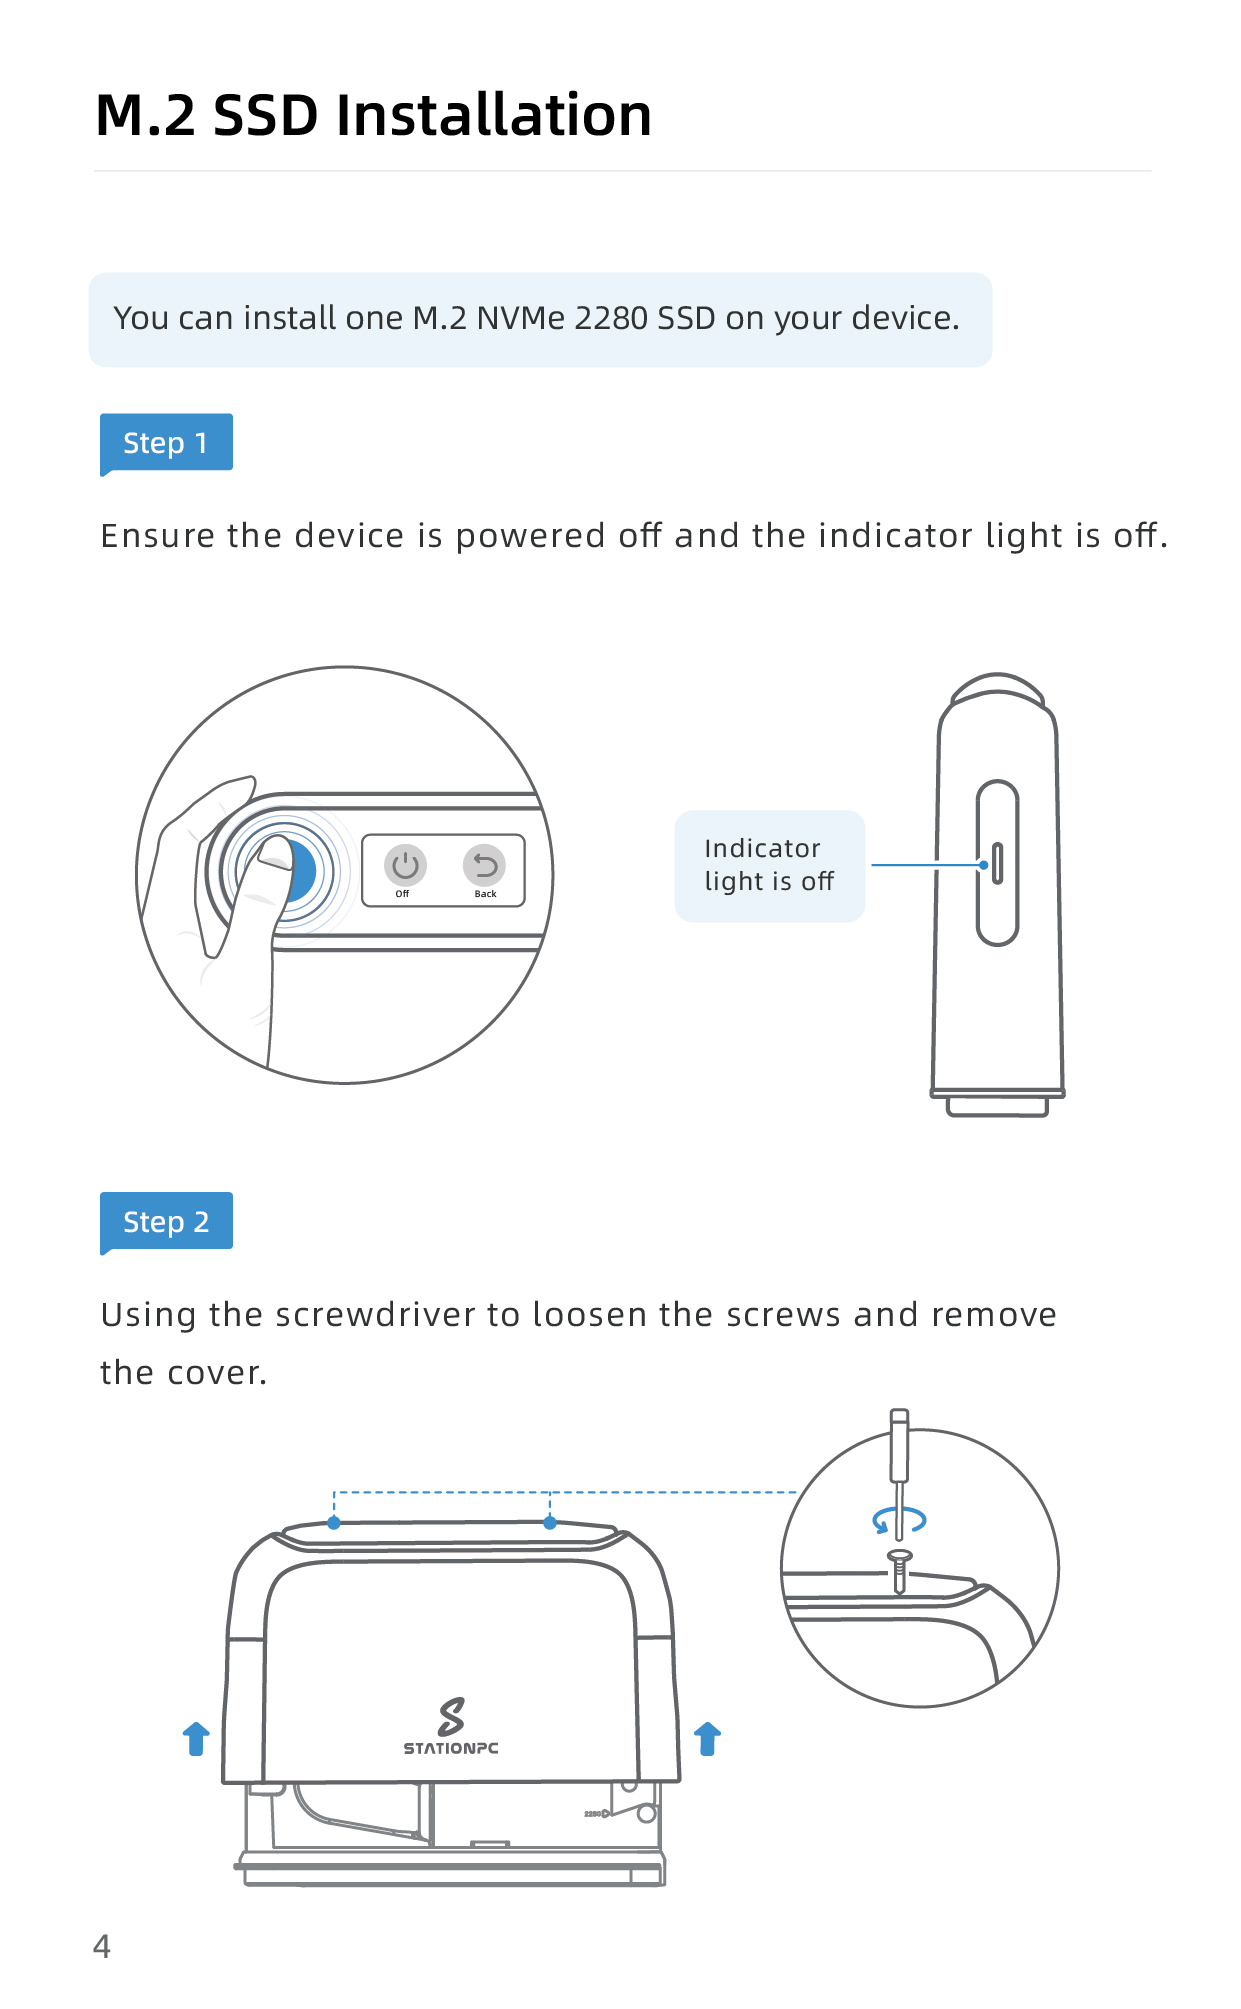 M.2 SSD Installation
You can install one M.2 NVMe 2280 SSD on your device.
Step 1
Ensure the device is powered off and the indicator light is off.
Off
Back
Indicator
light is off
Step 2
Using the screwdriver to loosen the screws and remove
the cover.
STATIONPC
2280
4